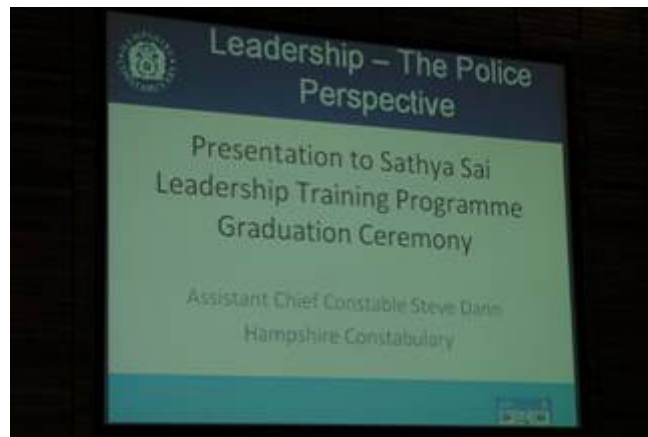 Leadership – The Police
Perspective
Presentation to Sathya Sai
Leadership Training Programme
Graduation Ceremony
Assistant Chief Constable Steve Dann
Hampshire Constabulary